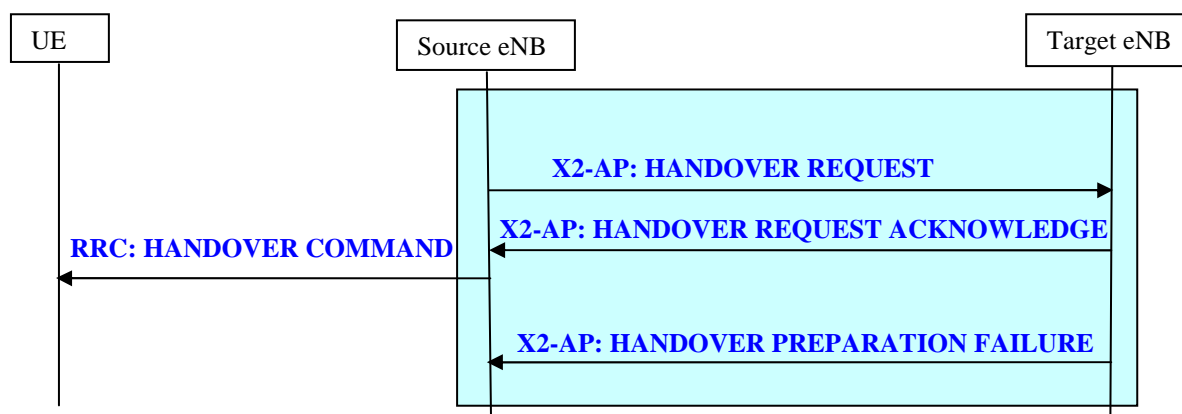 UE
Source eNB
Target eNB
X2-AP: HANDOVER REQUEST
X2-AP: HANDOVER REQUEST ACKNOWLEDGE
RRC: HANDOVER COMMAND
X2-AP: HANDOVER PREPARATION FAILURE